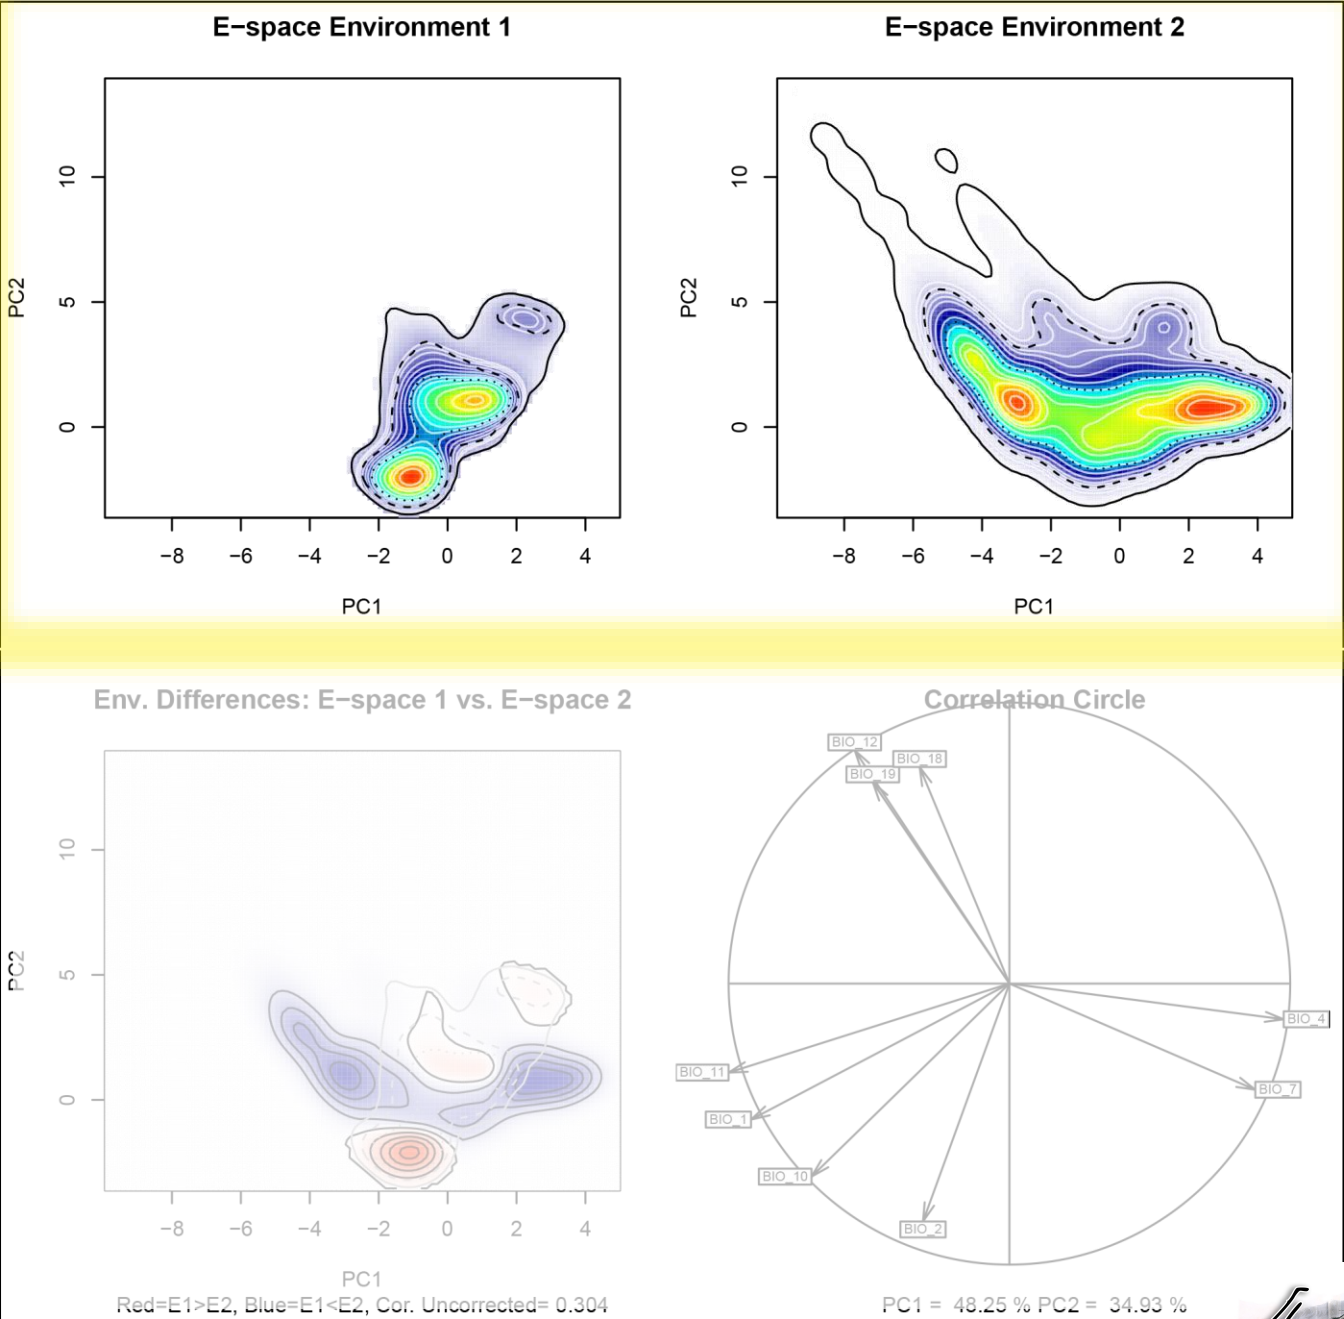 E−space Environment 1
E−space Environment 2
PC2
10
5
0
−8 −6 −4 −2 0 2 4
PC1
PC2
10
5
0
−8 −6 −4 −2 0 2 4
PC1
Env. Differences: E−space 1 vs. E−space 2
Correlation Circle
PC2
10
5
0
−8 −6 −4 −2 0 2 4
PC1
Red=E1>E2, Blue=E1<E2, Cor. Uncorrected= 0.304
BIO_12
BIO_18
BIO_19
BIO_4
BIO_11
BIO_7
BIO_1
BIO_10
BIO_2
PC1 = 48.25 % PC2 = 34.93 %